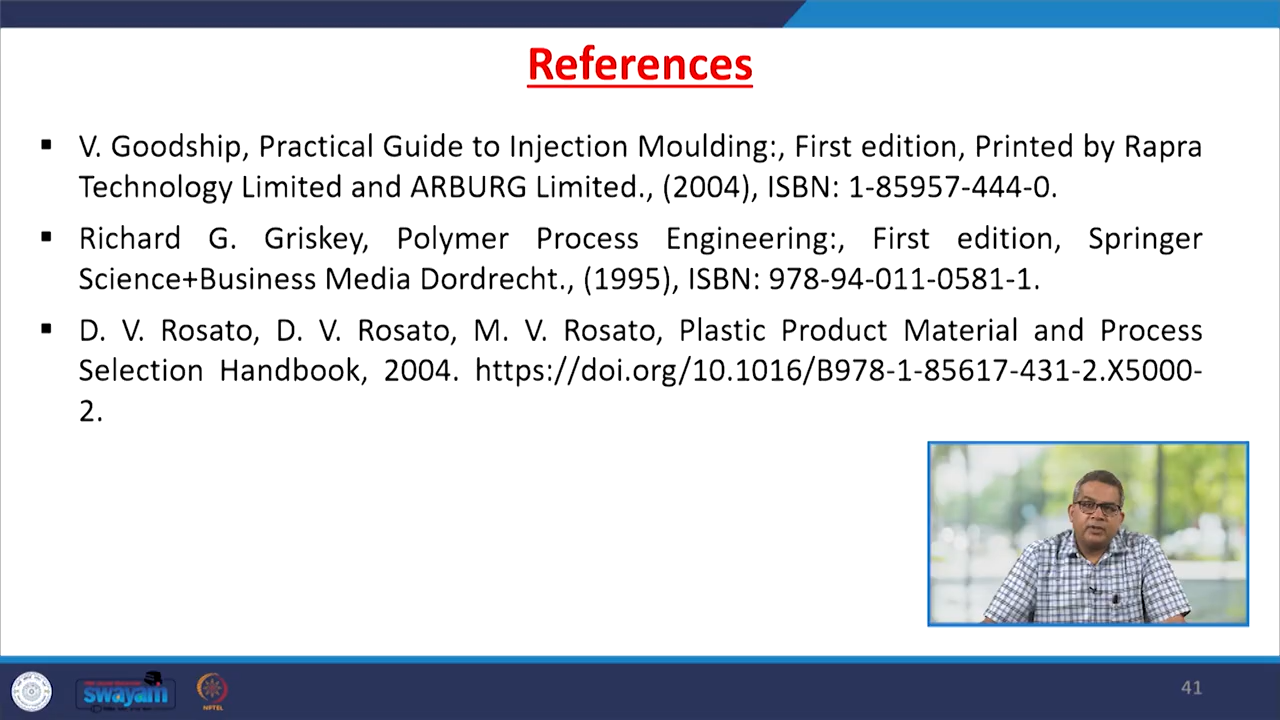 References
▪ V. Goodship, Practical Guide to Injection Moulding:, First edition, Printed by Rapra
Technology Limited and ARBURG Limited., (2004), ISBN: 1-85957-444-0.
▪ Richard G. Griskey, Polymer Process Engineering:, First edition, Springer
Science+Business Media Dordrecht., (1995), ISBN: 978-94-011-0581-1.
▪ D. V. Rosato, D. V. Rosato, M. V. Rosato, Plastic Product Material and Process
Selection Handbook, 2004. https://doi.org/10.1016/B978-1-85617-431-2.X5000-
2.
swayam
NPTEL
41